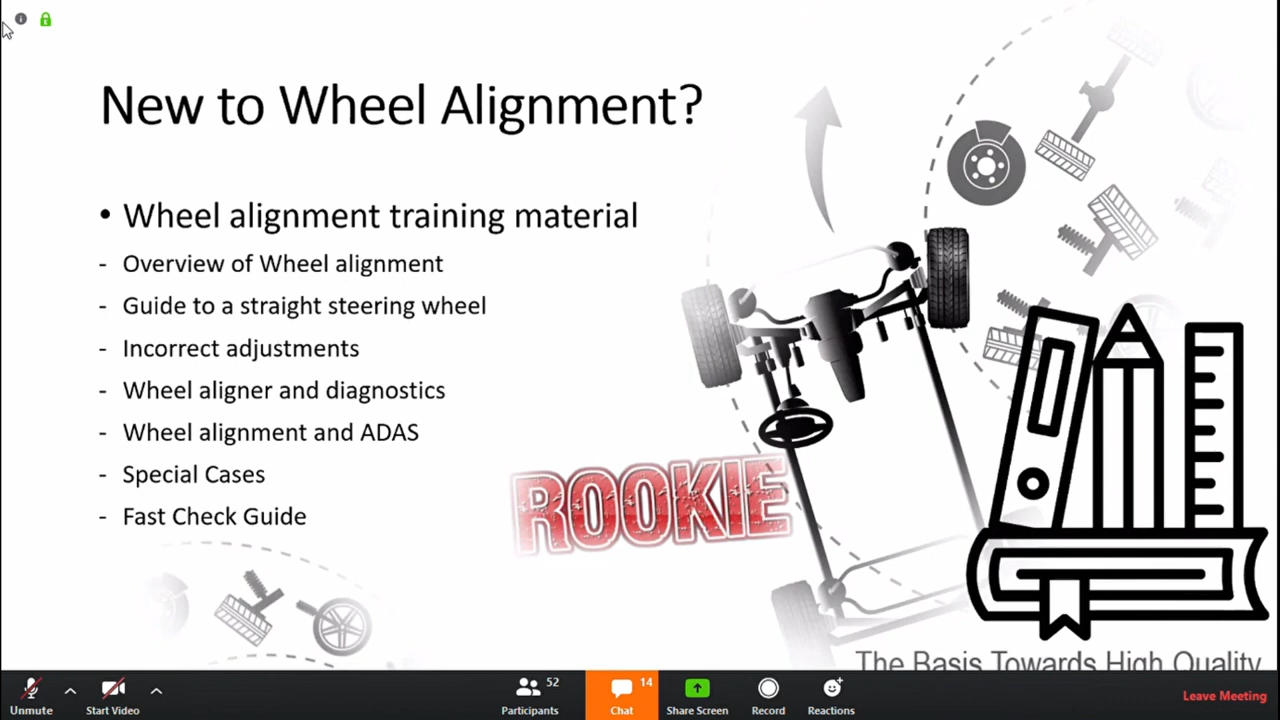 New to Wheel Alignment?
• Wheel alignment training material
- Overview of Wheel alignment
- Guide to a straight steering wheel
- Incorrect adjustments
- Wheel aligner and diagnostics
- Wheel alignment and ADAS
- Special Cases
- Fast Check Guide
ROOKIE
The Basis Towards High Quality
Unmute
Start Video
Participants 52
Chat 14
Share Screen
Record
Reactions
Leave Meeting